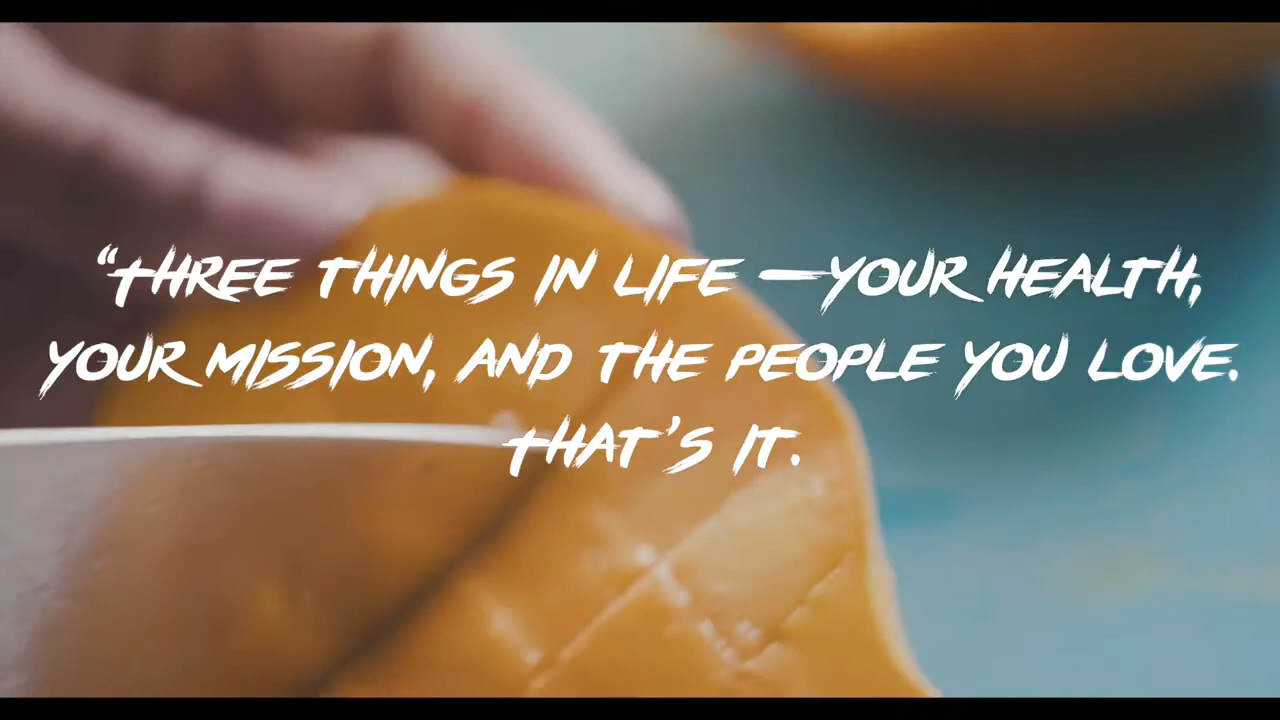 “THREE THINGS IN LIFE —YOUR HEALTH,
YOUR MISSION, AND THE PEOPLE YOU LOVE.
THAT’S IT.